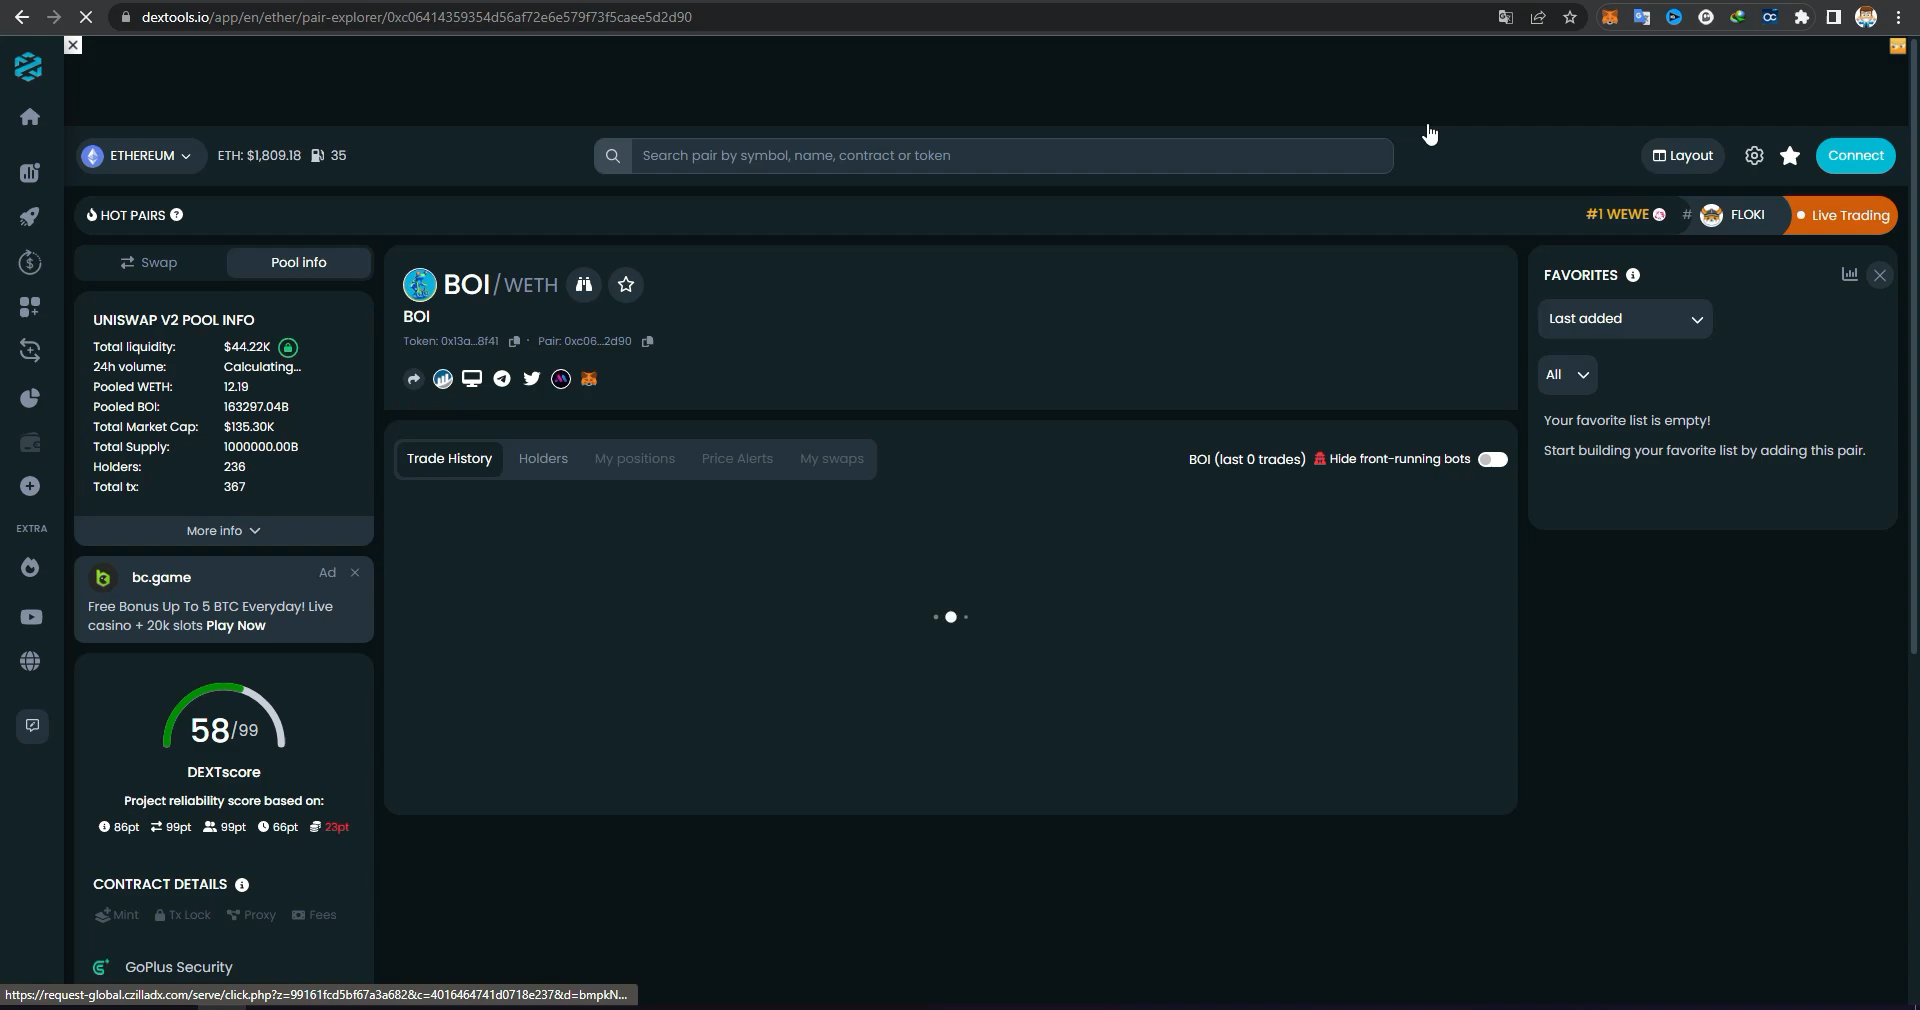 dextools.io/app/en/ether/pair-explorer/0xc06414359354d56af72e6e579f73f5caee5d2d90
ETHEREUM
ETH: $1,809.18
35
Search pair by symbol, name, contract or token
Layout
Connect
HOT PAIRS
#1 WEWE
#
FLOKI
Live Trading
Swap
Pool info
BOI/WETH
BOI
Token: 0x13a...8f41
Pair: 0xc06...2d90
FAVORITES
Last added
All
Your favorite list is empty!
Start building your favorite list by adding this pair.
UNISWAP V2 POOL INFO
Total liquidity: $44.22K
24h volume: Calculating...
Pooled WETH: 12.19
Pooled BOI: 163297.04B
Total Market Cap: $135.30K
Total Supply: 1000000.00B
Holders: 236
Total tx: 367
More info
Trade History
Holders
My positions
Price Alerts
My swaps
BOI (last 0 trades)
Hide front-running bots
EXTRA
bc.game
Ad
Free Bonus Up To 5 BTC Everyday! Live
casino + 20k slots Play Now
58/99
DEXTscore
Project reliability score based on:
86pt 99pt 99pt 66pt 23pt
CONTRACT DETAILS
Mint Tx Lock Proxy Fees
GoPlus Security
https://request-global.czilladx.com/serve/click.php?z=99161fcd5bf67a3a682&c=4016464741d0718e237&d=bmpkN...